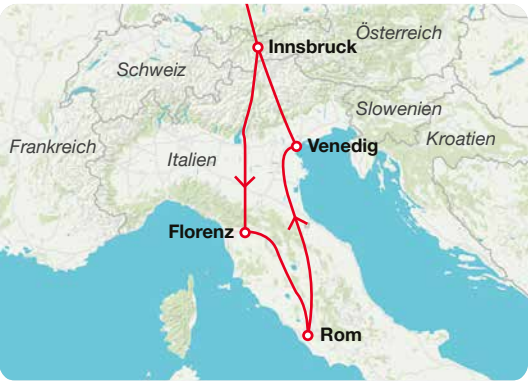 Österreich
Innsbruck
Schweiz
Slowenien
Kroatien
Frankreich
Italien
Venedig
Florenz
Rom